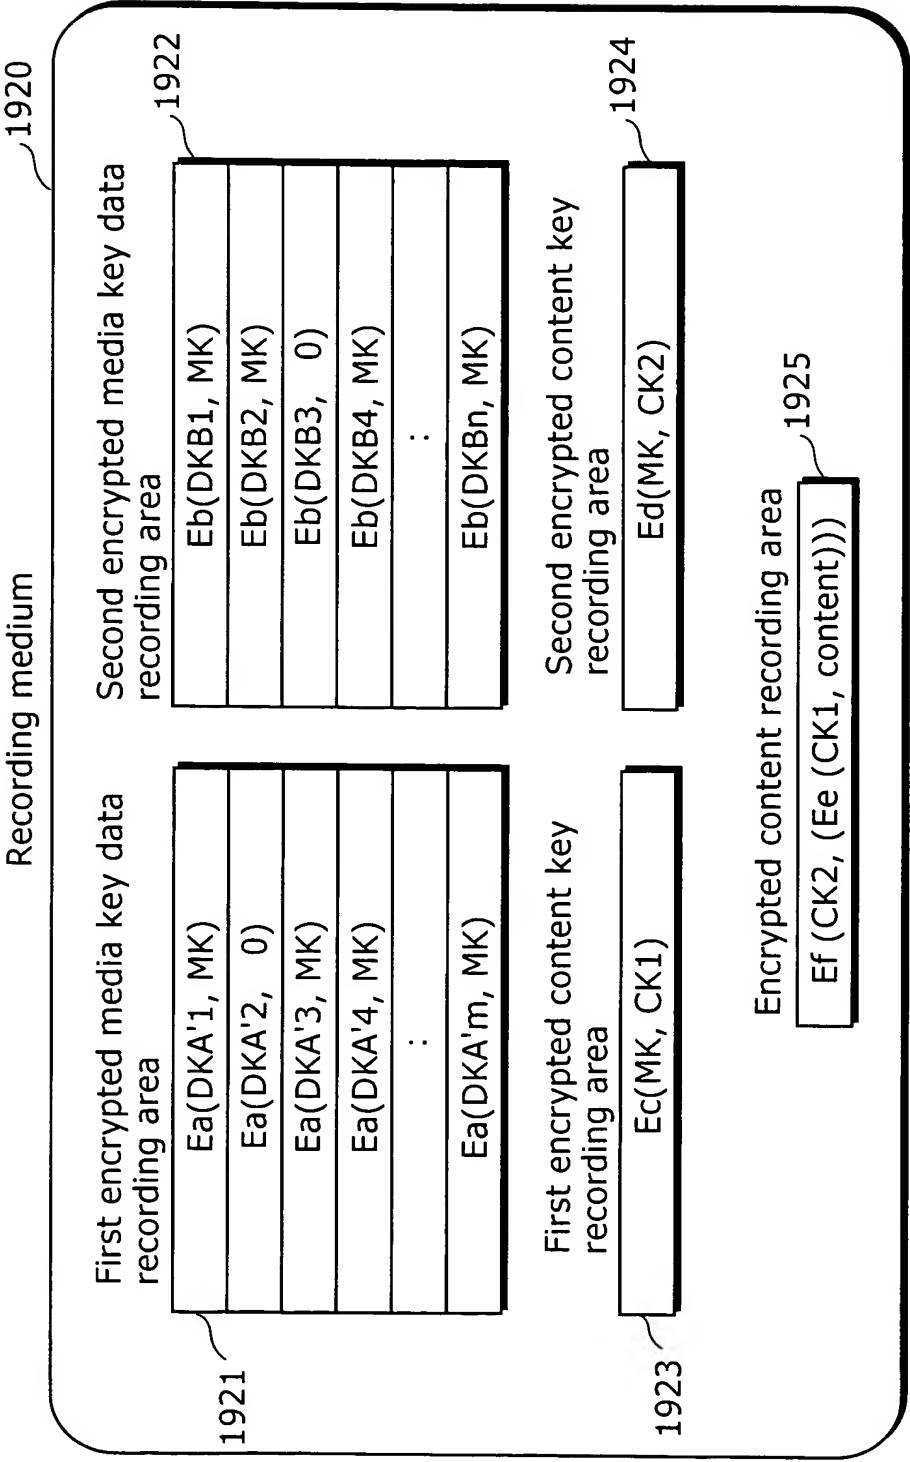 Recording medium
1920
First encrypted media key data
recording area
1921
Ea(DKA'1, MK)
Ea(DKA'2, 0)
Ea(DKA'3, MK)
Ea(DKA'4, MK)
:
Ea(DKA'm, MK)
Second encrypted media key data
recording area
1922
Eb(DKB1, MK)
Eb(DKB2, MK)
Eb(DKB3, 0)
Eb(DKB4, MK)
:
Eb(DKBn, MK)
First encrypted content key
recording area
1923
Ec(MK, CK1)
Second encrypted content key
recording area
1924
Ed(MK, CK2)
Encrypted content recording area
1925
Ef (CK2, (Ee (CK1, content)))